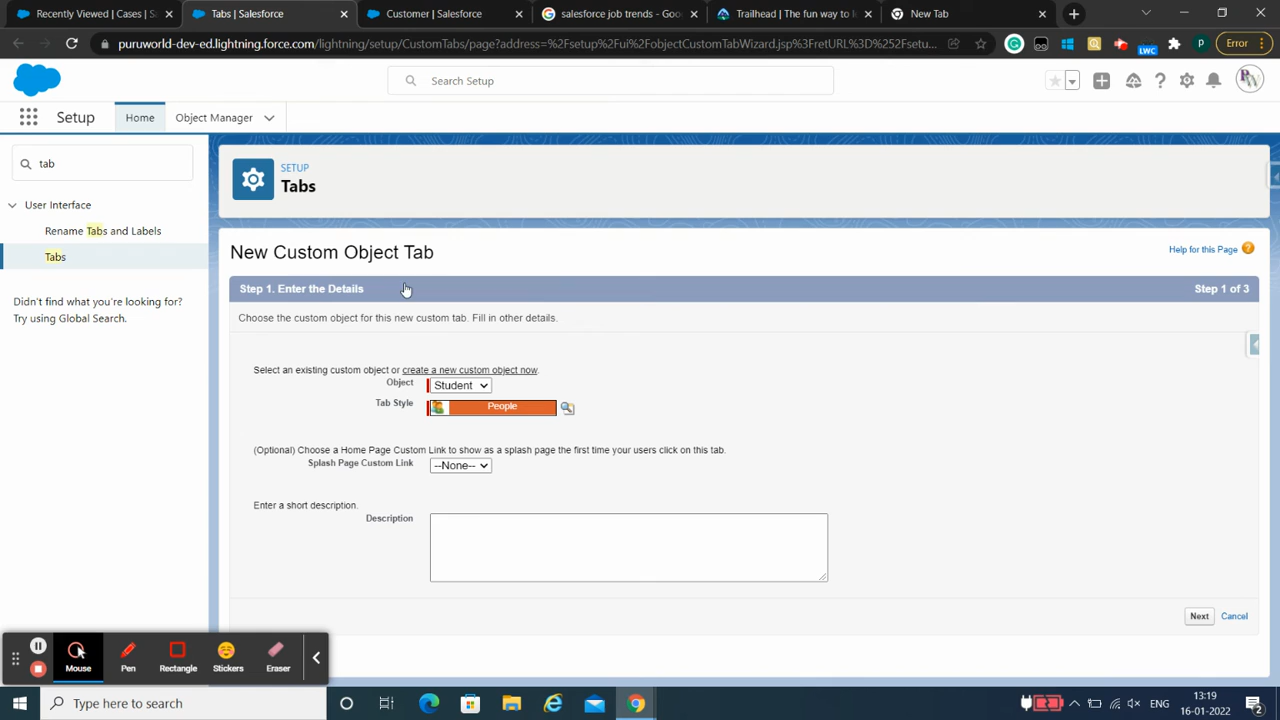 Recently Viewed | Cases | Sa
Tabs | Salesforce
Customer | Salesforce
salesforce job trends - Goo
Trailhead | The fun way to le
New Tab
puruworld-dev-ed.lightning.force.com/lightning/setup/CustomTabs/page?address=%2Fsetup%2Fui%2FobjectCustomTabWizard.jsp%3FretURL%3D%252Fsetu...
LWC
P
Error
Search Setup
Setup
Home
Object Manager
tab
User Interface
Rename Tabs and Labels
Tabs
Didn't find what you're looking for?
Try using Global Search.
SETUP
Tabs
New Custom Object Tab
Help for this Page
Step 1. Enter the Details
Step 1 of 3
Choose the custom object for this new custom tab. Fill in other details.
Select an existing custom object or create a new custom object now.
Object
Student
Tab Style
People
(Optional) Choose a Home Page Custom Link to show as a splash page the first time your users click on this tab.
Splash Page Custom Link
--None--
Enter a short description.
Description
Next
Cancel
Mouse
Pen
Rectangle
Stickers
Eraser
Type here to search
ENG
13:19
16-01-2022
2